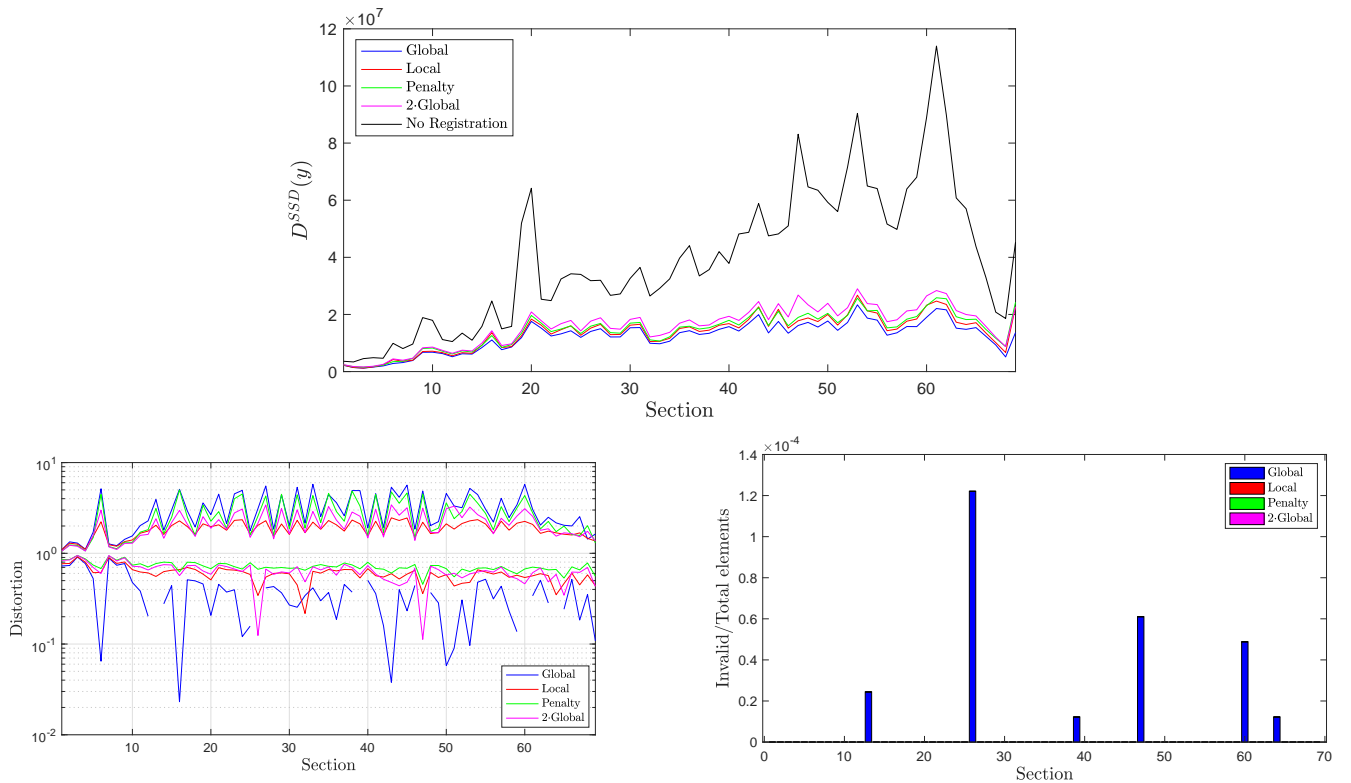 ×10^7
12
10
8
6
4
2
0
D^{SSD}(y)
Global
Local
Penalty
2·Global
No Registration
10 20 30 40 50 60
Section
10^1
10^0
10^-1
10^-2
Distortion
Global
Local
Penalty
2·Global
10 20 30 40 50 60
Section
×10^-4
1.4
1.2
1
0.8
0.6
0.4
0.2
0
Invalid/Total elements
Global
Local
Penalty
2·Global
0 10 20 30 40 50 60 70
Section